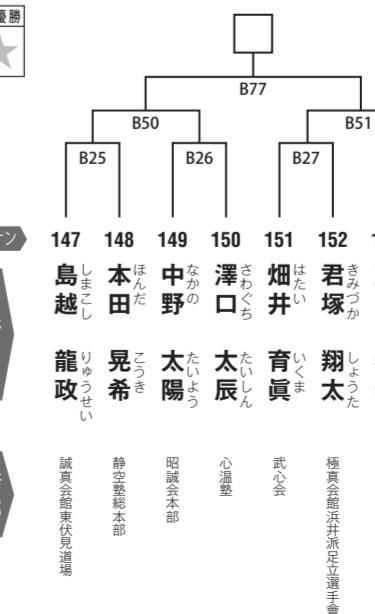 優勝
B77
B50
B51
B25
B26
B27
147
148
149
150
151
152
島越 龍政
しまこし りゅうせい
本田 晃希
ほんだ こうき
中野 太陽
なかの たいよう
澤口 太辰
さわぐち たいしん
畑井 育眞
はたい いくま
君塚 翔太
きみづか しょうた
誠真会館東伏見道場
静空塾総本部
昭誠会本部
心温塾
武心会
極真会館浜井派足立選手會